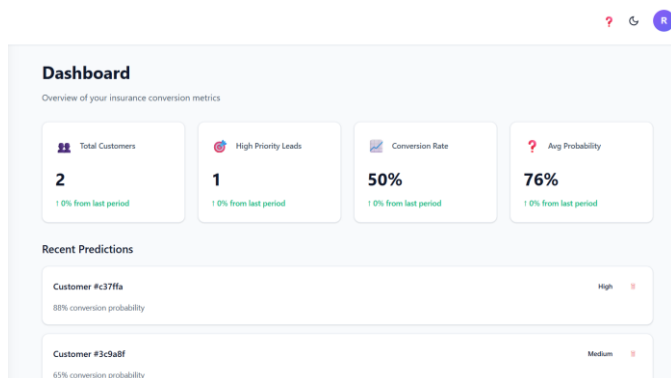 R
Dashboard
Overview of your insurance conversion metrics
Total Customers
2
↑ 0% from last period
High Priority Leads
1
↑ 0% from last period
Conversion Rate
50%
↑ 0% from last period
Avg Probability
76%
↑ 0% from last period
Recent Predictions
Customer #c37ffa
High
88% conversion probability
Customer #3c9a8f
Medium
65% conversion probability